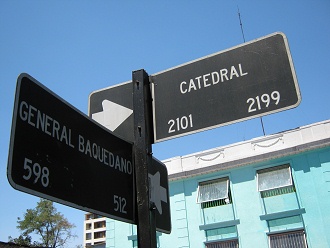 CATEDRAL
2101 2199
GENERAL BAQUEDANO
598 512